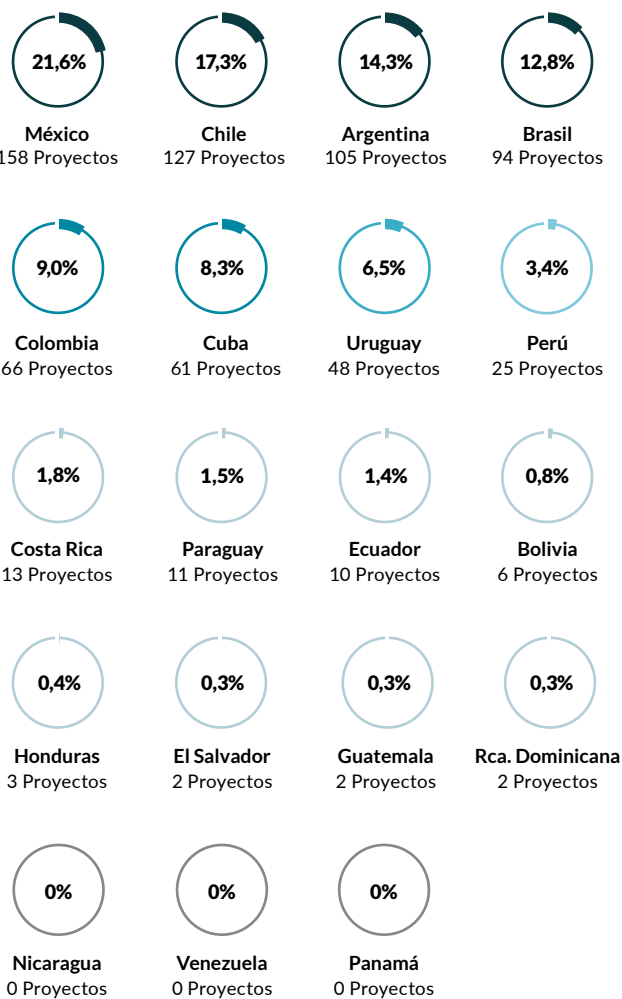 21,6%
17,3%
14,3%
12,8%
México
Chile
Argentina
Brasil
158 Proyectos
127 Proyectos
105 Proyectos
94 Proyectos
9,0%
8,3%
6,5%
3,4%
Colombia
Cuba
Uruguay
Perú
66 Proyectos
61 Proyectos
48 Proyectos
25 Proyectos
1,8%
1,5%
1,4%
0,8%
Costa Rica
Paraguay
Ecuador
Bolivia
13 Proyectos
11 Proyectos
10 Proyectos
6 Proyectos
0,4%
0,3%
0,3%
0,3%
Honduras
El Salvador
Guatemala
Rca. Dominicana
3 Proyectos
2 Proyectos
2 Proyectos
2 Proyectos
0%
0%
0%
Nicaragua
Venezuela
Panamá
0 Proyectos
0 Proyectos
0 Proyectos